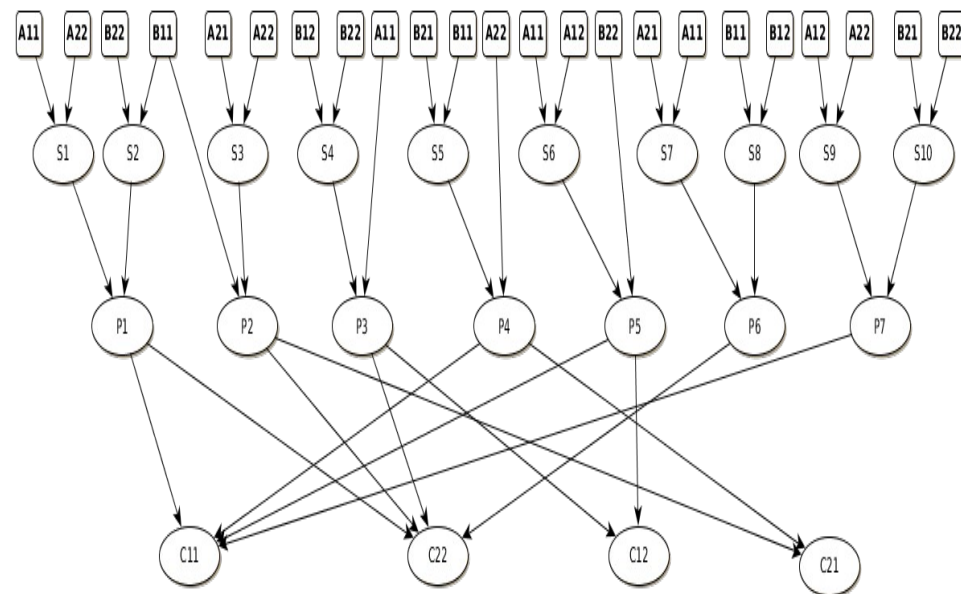 A11 A22 B22 B11 A21 A22 B12 B22 A11 B21 B11 A22 A11 A12 B22 A21 A11 B11 B12 A12 A22 B21 B22
S1 S2 S3 S4 S5 S6 S7 S8 S9 S10
P1 P2 P3 P4 P5 P6 P7
C11 C22 C12 C21